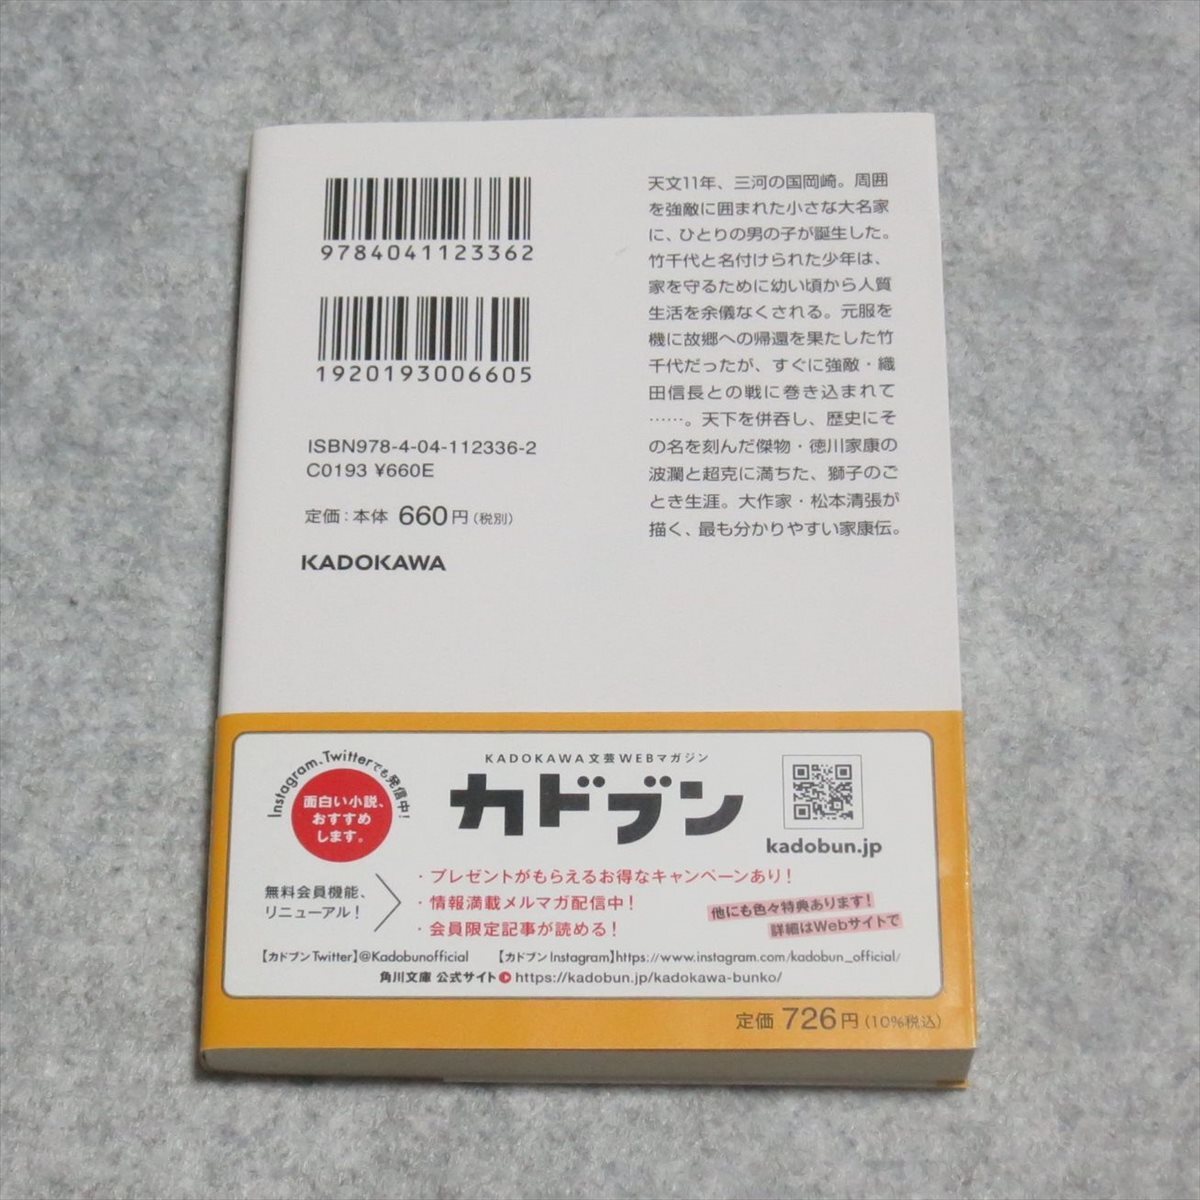 9784041123362
1920193006605
ISBN978-4-04-112336-2
C0193 ¥660E
定価：本体 660円（税別）
KADOKAWA
天文11年、三河の国岡崎。周囲
を強敵に囲まれた小さな大名家
に、ひとりの男の子が誕生した。
竹千代と名付けられた少年は、
家を守るために幼い頃から人質
生活を余儀なくされる。元服を
機に故郷への帰還を果たした竹
千代だったが、すぐに強敵・織
田信長との戦に巻き込まれて
……。天下を併呑し、歴史にそ
の名を刻んだ傑物・徳川家康の
波瀾と超克に満ちた、獅子のご
とき生涯。大作家・松本清張が
描く、最も分かりやすい家康伝。
Instagram、Twitterでも発信中！
面白い小説、
おすすめ
します。
KADOKAWA文芸WEBマガジン
カドブン
kadobun.jp
無料会員機能、
リニューアル！
・プレゼントがもらえるお得なキャンペーンあり！
・情報満載メルマガ配信中！
・会員限定記事が読める！
他にも色々特典あります！
詳細はWebサイトで
【カドブンTwitter】@Kadobunofficial 【カドブンInstagram】https://www.instagram.com/kadobun_official/
角川文庫 公式サイト https://kadobun.jp/kadokawa-bunko/
定価 726円（10%税込）